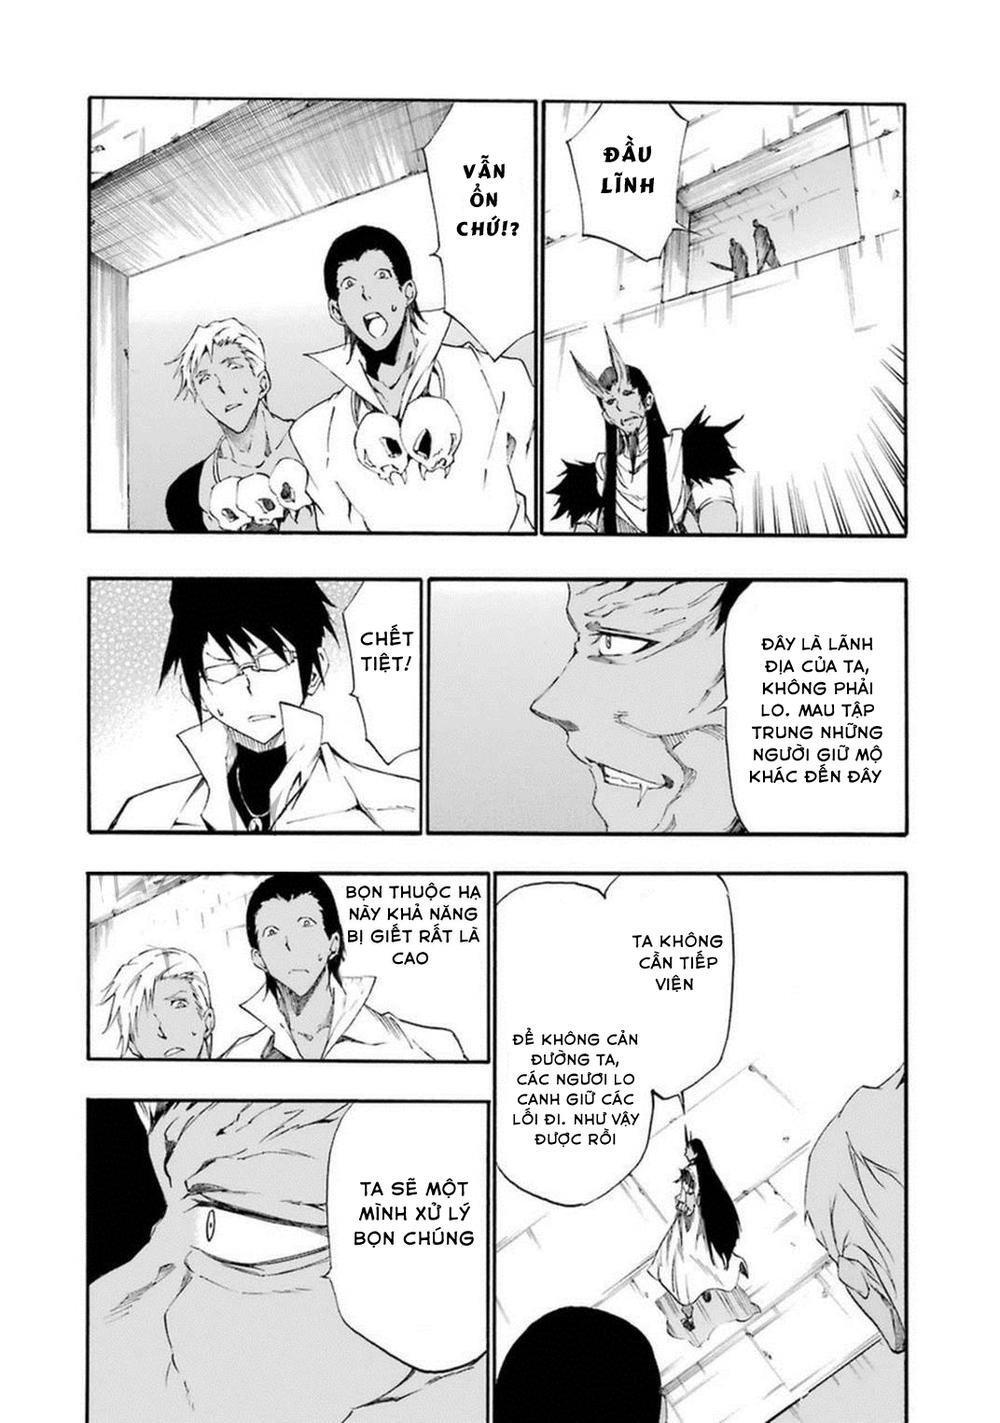 ĐẦU
LĨNH
VẪN
ỔN
CHỨ!?
ĐÂY LÀ LÃNH
ĐỊA CỦA TA,
KHÔNG PHẢI
LO. MAU TẬP
TRUNG NHỮNG
NGƯỜI GIỮ MỘ
KHÁC ĐẾN ĐÂY
CHẾT
TIỆT!
TA KHÔNG
CẦN TIẾP
VIỆN
ĐỂ KHÔNG CẢN
ĐƯỜNG TA,
CÁC NGƯƠI LO
CANH GIỮ CÁC
LỐI ĐI. NHƯ VẬY
ĐƯỢC RỒI
BỌN THUỘC HẠ
NÀY KHẢ NĂNG
BỊ GIẾT RẤT LÀ
CAO
TA SẼ MỘT
MÌNH XỬ LÝ
BỌN CHÚNG